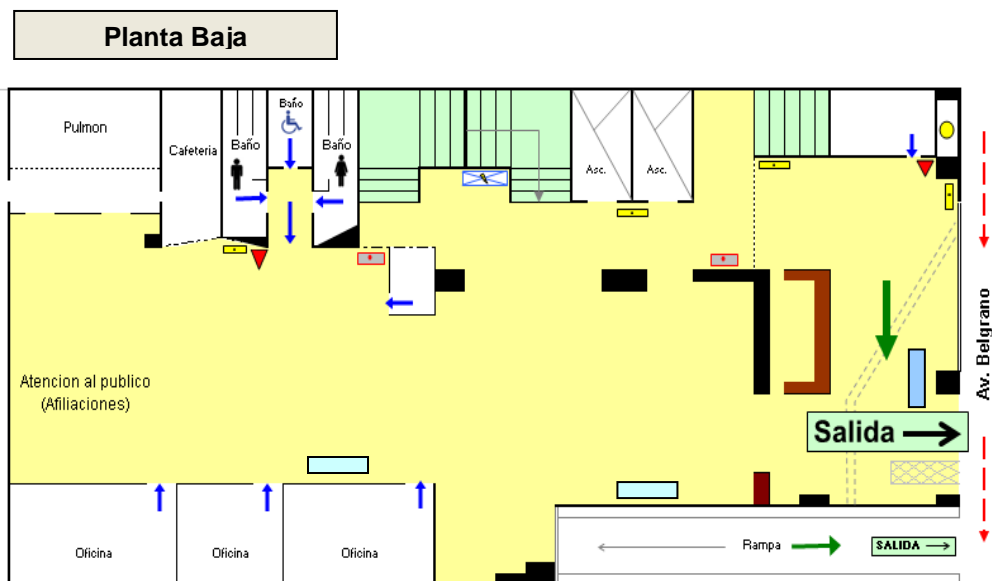 Planta Baja
Pulmon
Cafeteria
Baño
Baño
Baño
Asc.
Asc.
Atencion al publico
(Afiliaciones)
Av. Belgrano
Salida
Oficina
Oficina
Oficina
Rampa
SALIDA